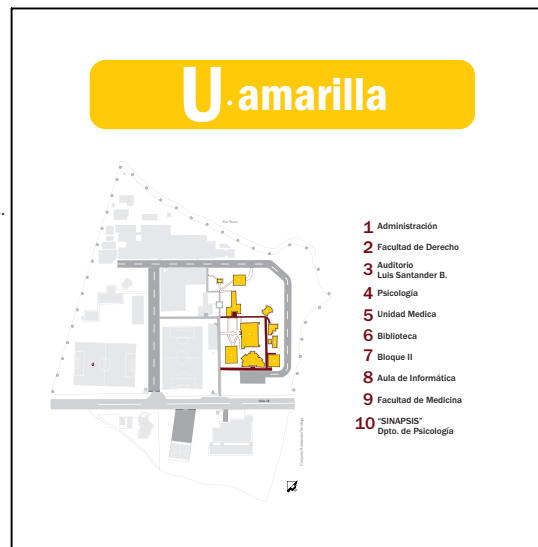 U·amarilla
1 Administración
2 Facultad de Derecho
3 Auditorio
Luis Santander B.
4 Psicología
5 Unidad Medica
6 Biblioteca
7 Bloque II
8 Aula de Informática
9 Facultad de Medicina
10 "SINAPSIS"
Dpto. de Psicología